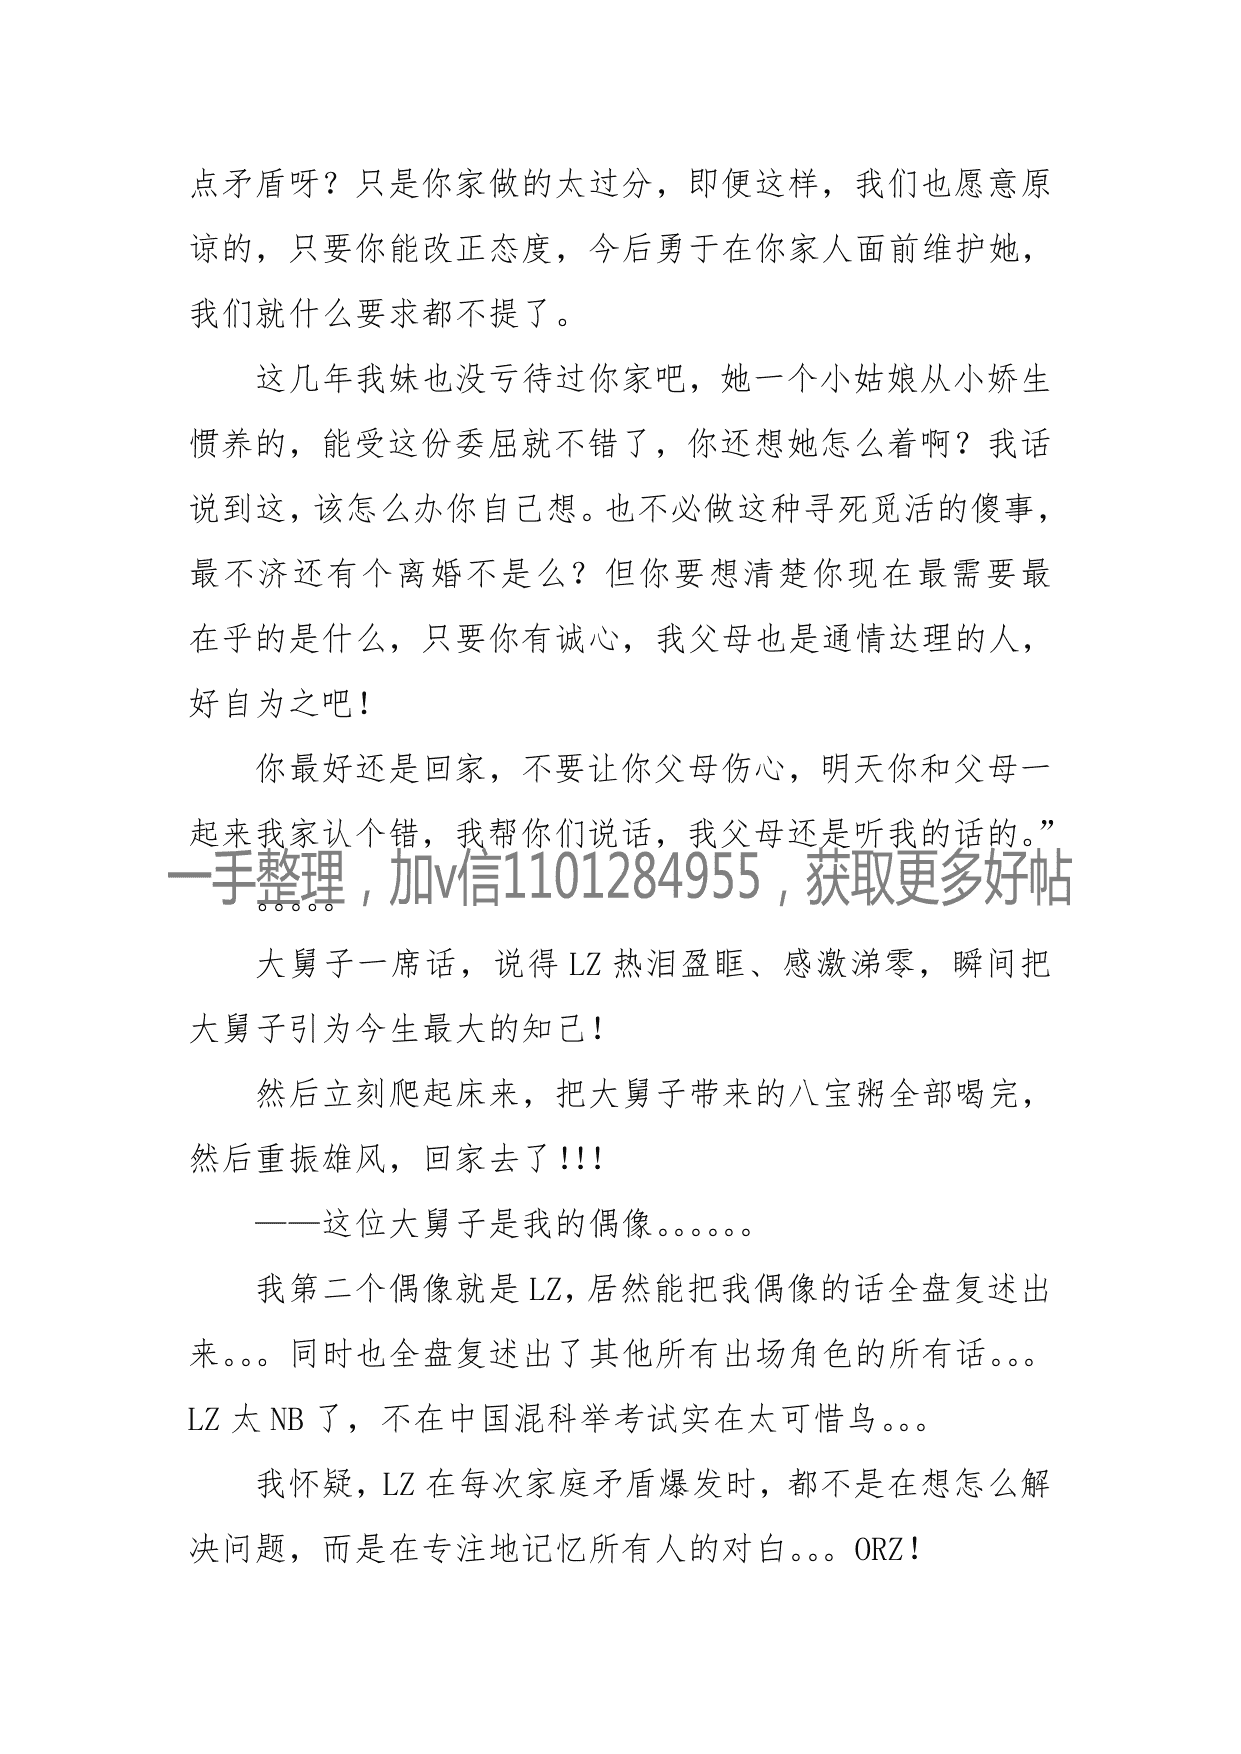 点矛盾呀？只是你家做的太过分，即便这样，我们也愿意原
谅的，只要你能改正态度，今后勇于在你家人面前维护她，
我们就什么要求都不提了。
这几年我妹也没亏待过你家吧，她一个小姑娘从小娇生
惯养的，能受这份委屈就不错了，你还想她怎么着啊？我话
说到这，该怎么办你自己想。也不必做这种寻死觅活的傻事，
最不济还有个离婚不是么？但你要想清楚你现在最需要最
在乎的是什么，只要你有诚心，我父母也是通情达理的人，
好自为之吧！
你最好还是回家，不要让你父母伤心，明天你和父母一
起来我家认个错，我帮你们说话，我父母还是听我的话的。”
一手整理，加v信1101284955，获取更多好帖
。。。。。
大舅子一席话，说得 LZ 热泪盈眶、感激涕零，瞬间把
大舅子引为今生最大的知己！
然后立刻爬起床来，把大舅子带来的八宝粥全部喝完，
然后重振雄风，回家去了！！！
——这位大舅子是我的偶像。。。。。。
我第二个偶像就是 LZ，居然能把我偶像的话全盘复述出
来。。。同时也全盘复述出了其他所有出场角色的所有话。。。
LZ 太 NB 了，不在中国混科举考试实在太可惜鸟。。。
我怀疑，LZ 在每次家庭矛盾爆发时，都不是在想怎么解
决问题，而是在专注地记忆所有人的对白。。。ORZ！